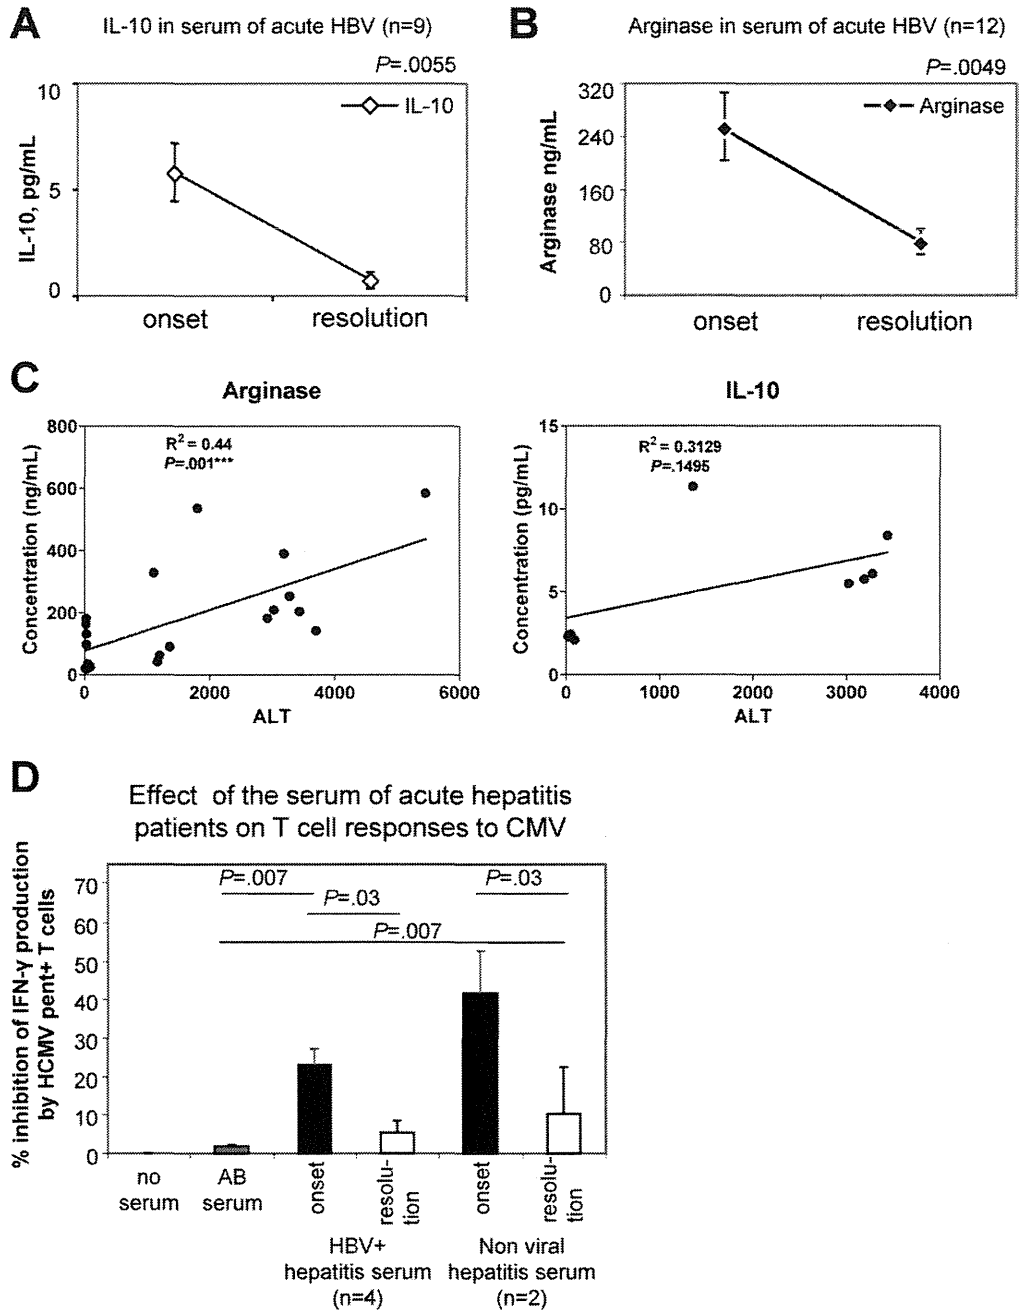 A
IL-10 in serum of acute HBV (n=9)
P=.0055
IL-10
IL-10, pg/mL
10
5
0
onset
resolution
B
Arginase in serum of acute HBV (n=12)
P=.0049
Arginase
Arginase ng/mL
320
240
160
80
0
onset
resolution
C
Arginase
R² = 0.44
P=.001***
Concentration (ng/mL)
800
600
400
200
0
0 2000 4000 6000
ALT
IL-10
R² = 0.3129
P=.1495
Concentration (pg/mL)
15
10
5
0
0 1000 2000 3000 4000
ALT
D
Effect of the serum of acute hepatitis
patients on T cell responses to CMV
% inhibition of IFN-γ production
by HCMV pent+ T cells
70
60
50
40
30
20
10
0
P=.007
P=.03
P=.03
P=.007
no
serum
AB
serum
onset
resolu-
tion
onset
resolu-
tion
HBV+
hepatitis serum
(n=4)
Non viral
hepatitis serum
(n=2)